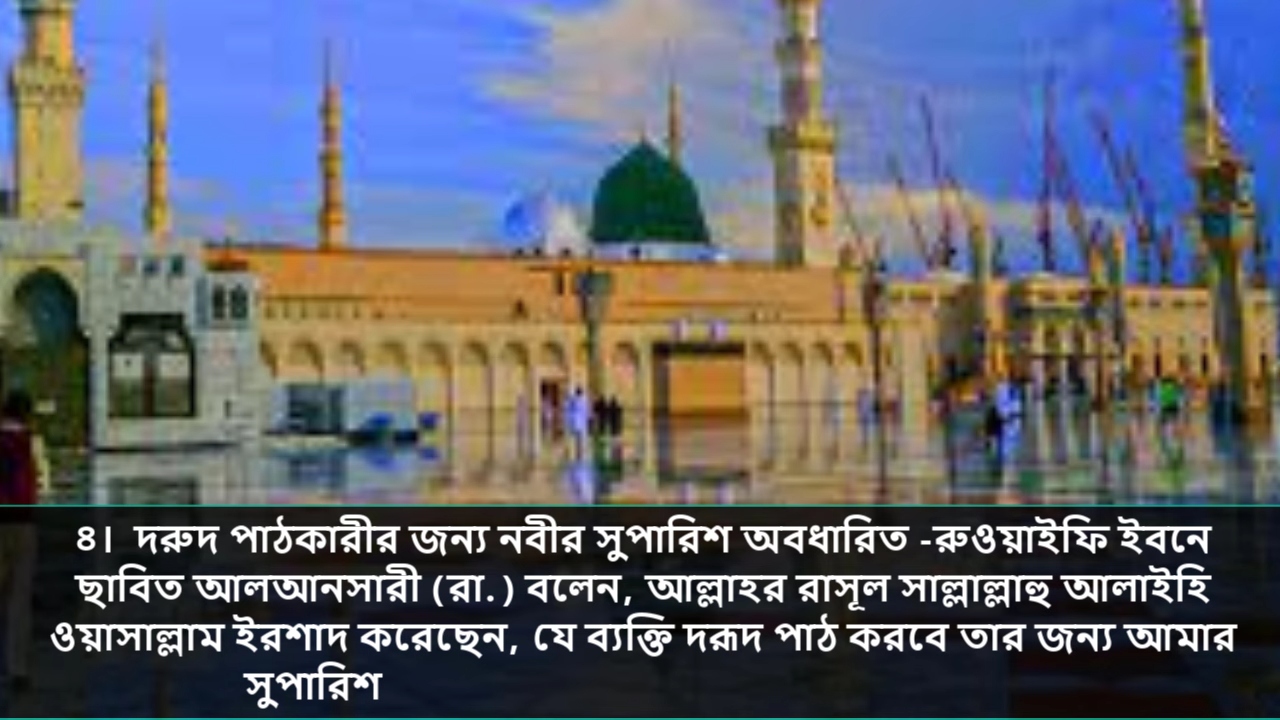 ৪। দরুদ পাঠকারীর জন্য নবীর সুপারিশ অবধারিত -রুওয়াইফি ইবনে
ছাবিত আলআনসারী (রা.) বলেন, আল্লাহর রাসূল সাল্লাল্লাহু আলাইহি
ওয়াসাল্লাম ইরশাদ করেছেন, যে ব্যক্তি দরূদ পাঠ করবে তার জন্য আমার
সুপারিশ